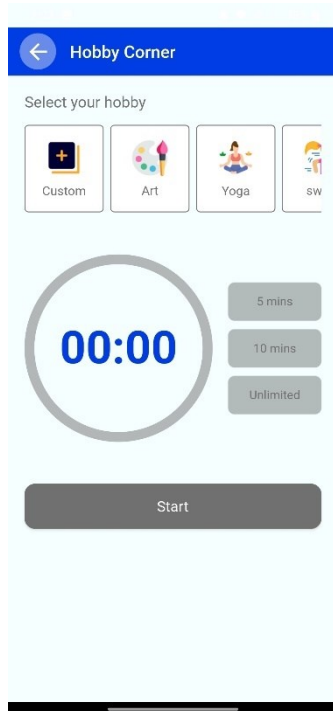 Hobby Corner
Select your hobby
Custom
Art
Yoga
sw
00:00
5 mins
10 mins
Unlimited
Start